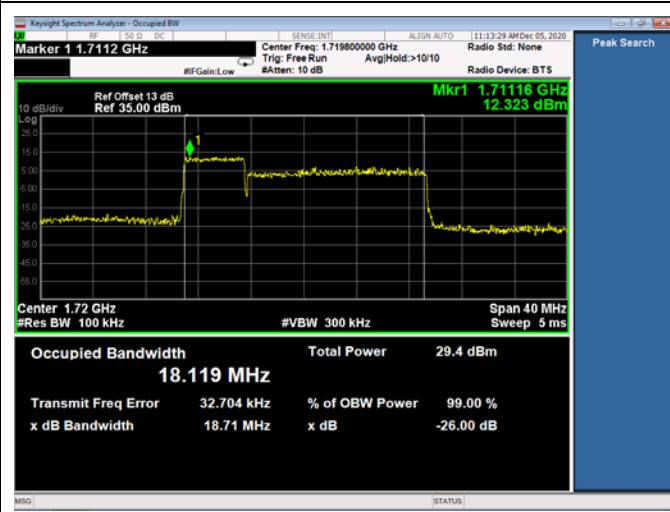 Keysight Spectrum Analyzer - Occupied BW
RF 50 Ω DC SENSE:INT ALIGN AUTO 11:13:29 AM Dec 05, 2020
Marker 1 1.7112 GHz Center Freq: 1.719800000 GHz Radio Std: None Peak Search
Trig: Free Run Avg|Hold:>10/10
#IFGain:Low #Atten: 10 dB Radio Device: BTS
Ref Offset 13 dB Mkr1 1.71116 GHz
10 dB/div Ref 35.00 dBm 12.323 dBm
Log
25.0
1
15.0
5.00
-5.00
-15.0
-25.0
-35.0
-45.0
-55.0
Center 1.72 GHz Span 40 MHz
#Res BW 100 kHz #VBW 300 kHz Sweep 5 ms
Occupied Bandwidth Total Power 29.4 dBm
18.119 MHz
Transmit Freq Error 32.704 kHz % of OBW Power 99.00 %
x dB Bandwidth 18.71 MHz x dB -26.00 dB
MSG STATUS